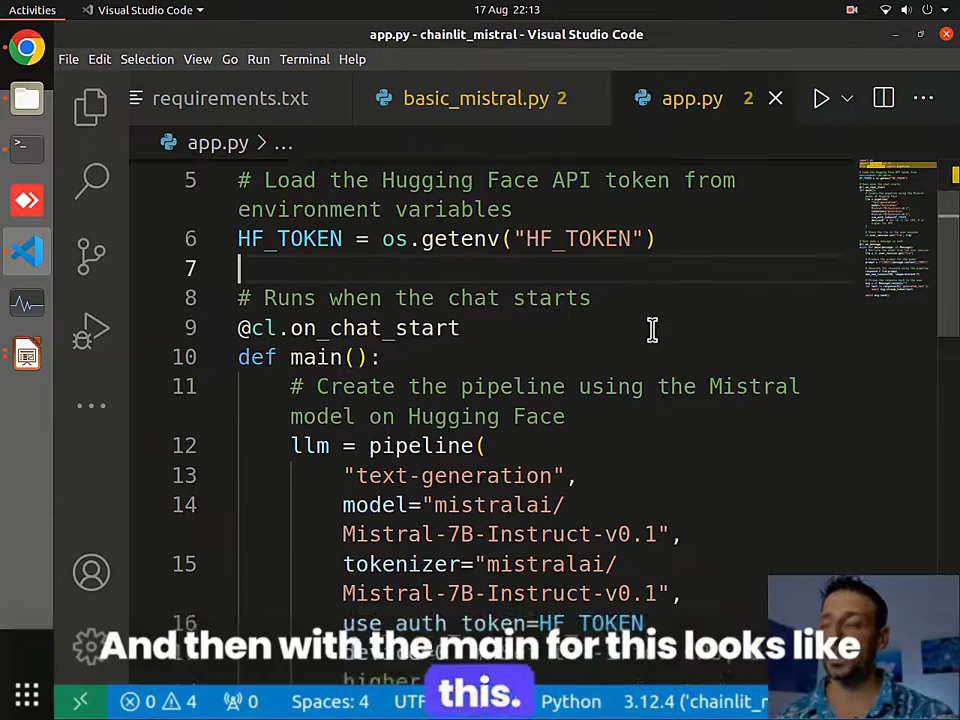 Activities
Visual Studio Code
17 Aug 22:13
app.py - chainlit_mistral - Visual Studio Code
File Edit Selection View Go Run Terminal Help
requirements.txt
basic_mistral.py 2
app.py 2
app.py > ...
5 # Load the Hugging Face API token from
environment variables
6 HF_TOKEN = os.getenv("HF_TOKEN")
7
8 # Runs when the chat starts
9 @cl.on_chat_start
10 def main():
11 # Create the pipeline using the Mistral
model on Hugging Face
12 llm = pipeline(
13 "text-generation",
14 model="mistralai/
Mistral-7B-Instruct-v0.1",
15 tokenizer="mistralai/
Mistral-7B-Instruct-v0.1",
16 use_auth_token=HF_TOKEN
And then with the main for this looks like
this.
0 4 0 Spaces: 4 UTF Python 3.12.4 ('chainlit_m